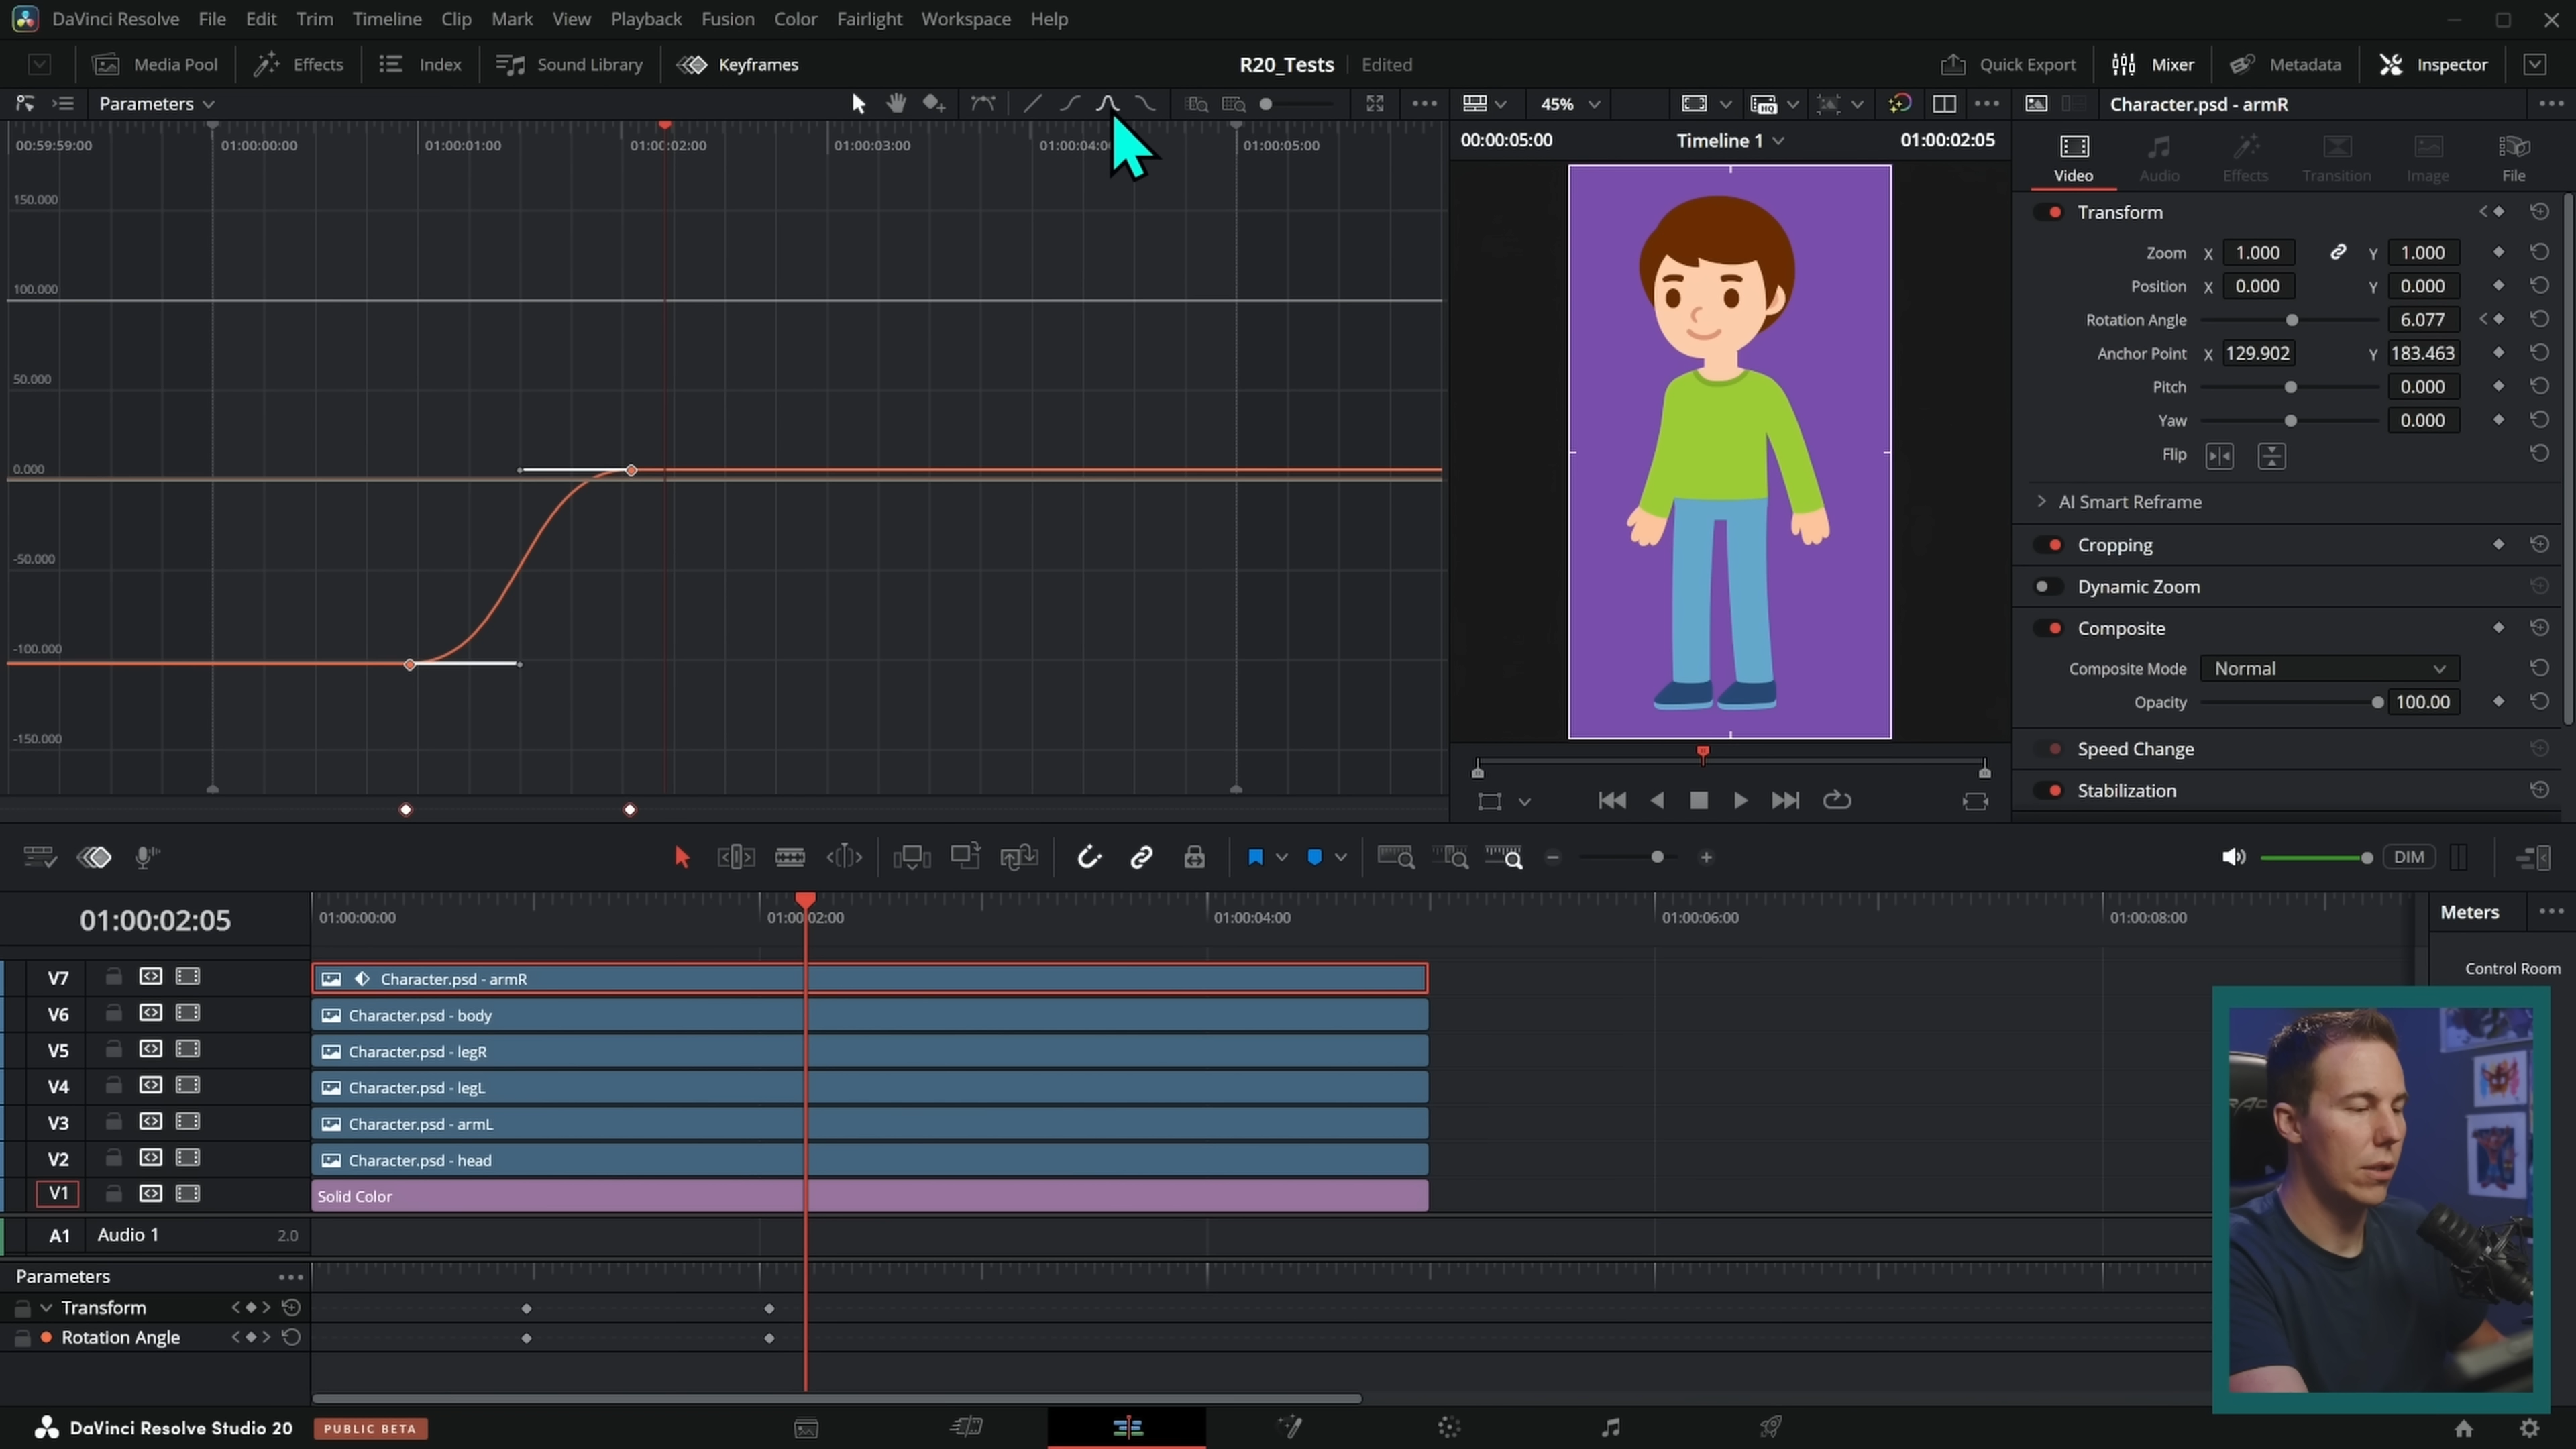 DaVinci Resolve File Edit Trim Timeline Clip Mark View Playback Fusion Color Fairlight Workspace Help
Media Pool Effects Index Sound Library Keyframes R20_Tests Edited Quick Export Mixer Metadata Inspector
Parameters 45% Character.psd - armR
00:59:59:00 01:00:00:00 01:00:01:00 01:00:02:00 01:00:03:00 01:00:04:0 01:00:05:00
00:00:05:00 Timeline 1 01:00:02:05
Video Audio Effects Transition Image File
150.000
100.000
50.000
0.000
-50.000
-100.000
-150.000
Transform
Zoom X 1.000 Y 1.000
Position X 0.000 Y 0.000
Rotation Angle 6.077
Anchor Point X 129.902 Y 183.463
Pitch 0.000
Yaw 0.000
Flip
AI Smart Reframe
Cropping
Dynamic Zoom
Composite
Composite Mode Normal
Opacity 100.00
Speed Change
Stabilization
DIM
01:00:02:05
01:00:00:00 01:00:02:00 01:00:04:00 01:00:06:00 01:00:08:00
Meters
Control Room
V7 Character.psd - armR
V6 Character.psd - body
V5 Character.psd - legR
V4 Character.psd - legL
V3 Character.psd - armL
V2 Character.psd - head
V1 Solid Color
A1 Audio 1 2.0
Parameters
Transform
Rotation Angle
DaVinci Resolve Studio 20 PUBLIC BETA